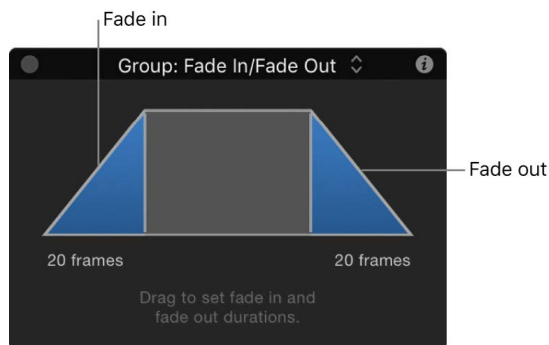 Fade in
Group: Fade In/Fade Out
Fade out
20 frames
20 frames
Drag to set fade in and
fade out durations.